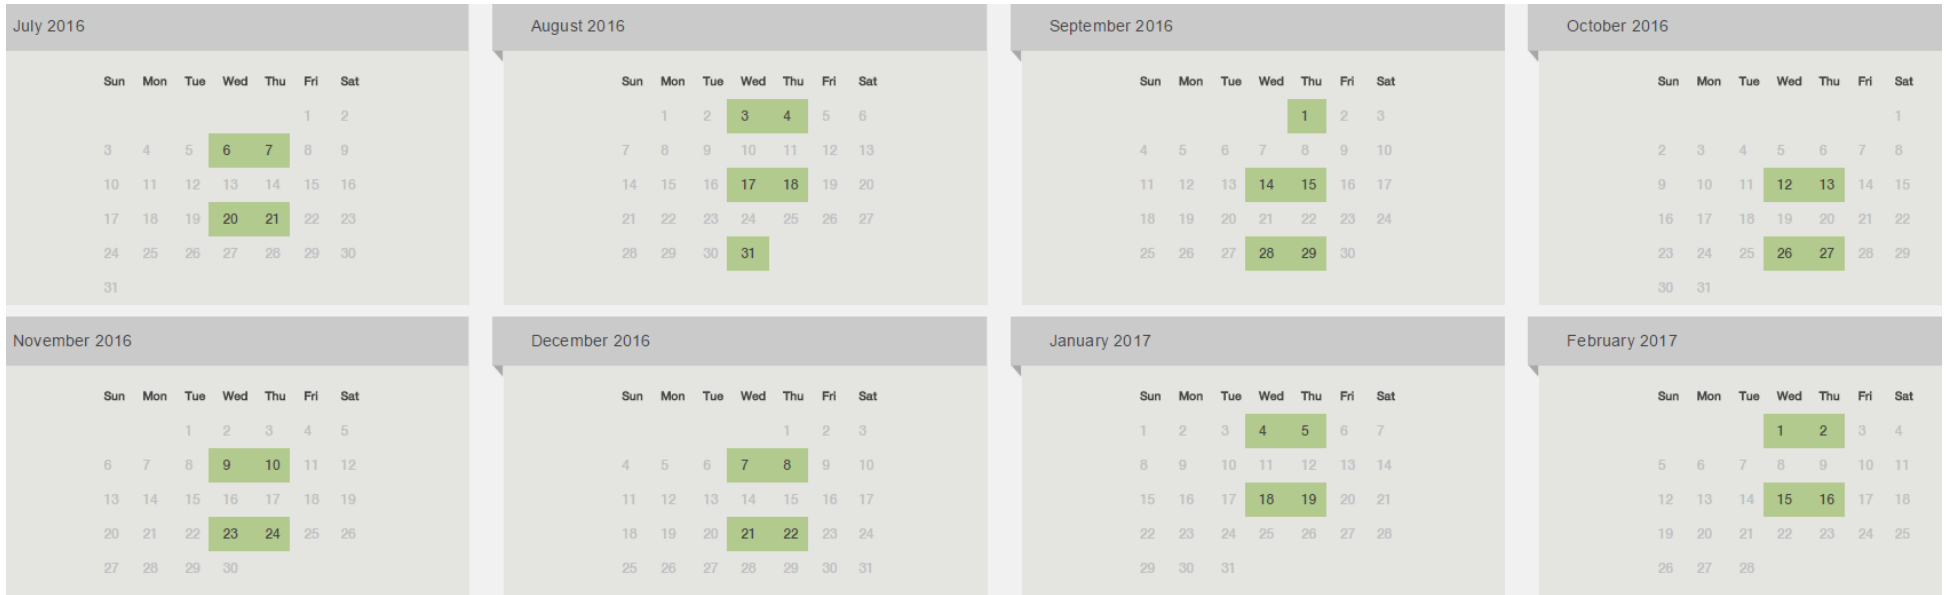 July 2016
Sun Mon Tue Wed Thu Fri Sat
1 2
3 4 5 6 7 8 9
10 11 12 13 14 15 16
17 18 19 20 21 22 23
24 25 26 27 28 29 30
31
August 2016
Sun Mon Tue Wed Thu Fri Sat
1 2 3 4 5 6
7 8 9 10 11 12 13
14 15 16 17 18 19 20
21 22 23 24 25 26 27
28 29 30 31
September 2016
Sun Mon Tue Wed Thu Fri Sat
1 2 3
4 5 6 7 8 9 10
11 12 13 14 15 16 17
18 19 20 21 22 23 24
25 26 27 28 29 30
October 2016
Sun Mon Tue Wed Thu Fri Sat
1
2 3 4 5 6 7 8
9 10 11 12 13 14 15
16 17 18 19 20 21 22
23 24 25 26 27 28 29
30 31
November 2016
Sun Mon Tue Wed Thu Fri Sat
1 2 3 4 5
6 7 8 9 10 11 12
13 14 15 16 17 18 19
20 21 22 23 24 25 26
27 28 29 30
December 2016
Sun Mon Tue Wed Thu Fri Sat
1 2 3
4 5 6 7 8 9 10
11 12 13 14 15 16 17
18 19 20 21 22 23 24
25 26 27 28 29 30 31
January 2017
Sun Mon Tue Wed Thu Fri Sat
1 2 3 4 5 6 7
8 9 10 11 12 13 14
15 16 17 18 19 20 21
22 23 24 25 26 27 28
29 30 31
February 2017
Sun Mon Tue Wed Thu Fri Sat
1 2 3 4
5 6 7 8 9 10 11
12 13 14 15 16 17 18
19 20 21 22 23 24 25
26 27 28